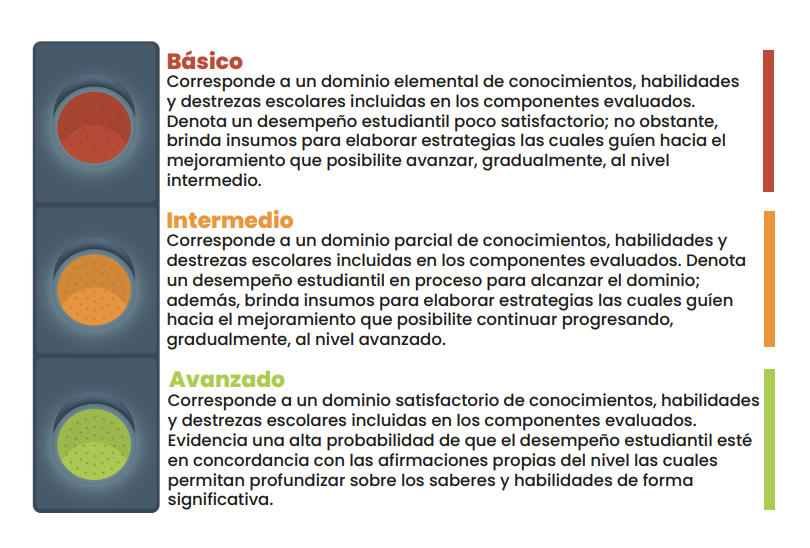 Básico
Corresponde a un dominio elemental de conocimientos, habilidades
y destrezas escolares incluidas en los componentes evaluados.
Denota un desempeño estudiantil poco satisfactorio; no obstante,
brinda insumos para elaborar estrategias las cuales guíen hacia el
mejoramiento que posibilite avanzar, gradualmente, al nivel
intermedio.
Intermedio
Corresponde a un dominio parcial de conocimientos, habilidades y
destrezas escolares incluidas en los componentes evaluados. Denota
un desempeño estudiantil en proceso para alcanzar el dominio;
además, brinda insumos para elaborar estrategias las cuales guíen
hacia el mejoramiento que posibilite continuar progresando,
gradualmente, al nivel avanzado.
Avanzado
Corresponde a un dominio satisfactorio de conocimientos, habilidades
y destrezas escolares incluidas en los componentes evaluados.
Evidencia una alta probabilidad de que el desempeño estudiantil esté
en concordancia con las afirmaciones propias del nivel las cuales
permitan profundizar sobre los saberes y habilidades de forma
significativa.